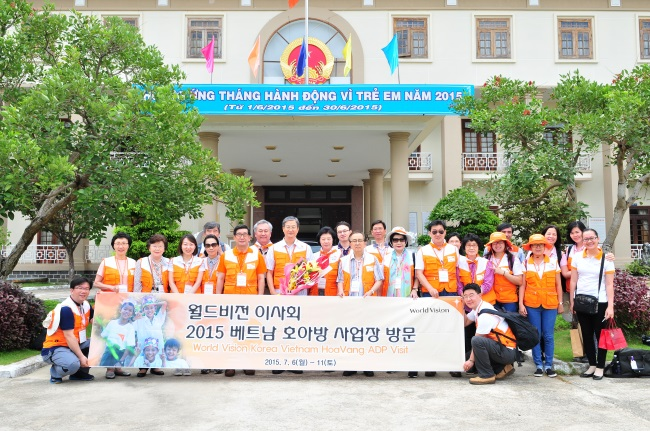 ỨNG THÁNG HÀNH ĐỘNG VÌ TRẺ EM NĂM 2015
(Từ 1/6/2015 đến 30/6/2015)
월드비전 이사회
World Vision
2015 베트남 호아방 사업장 방문
World Vision Korea Vietnam HoaVang ADP Visit
2015. 7. 6(월) - 11(토)